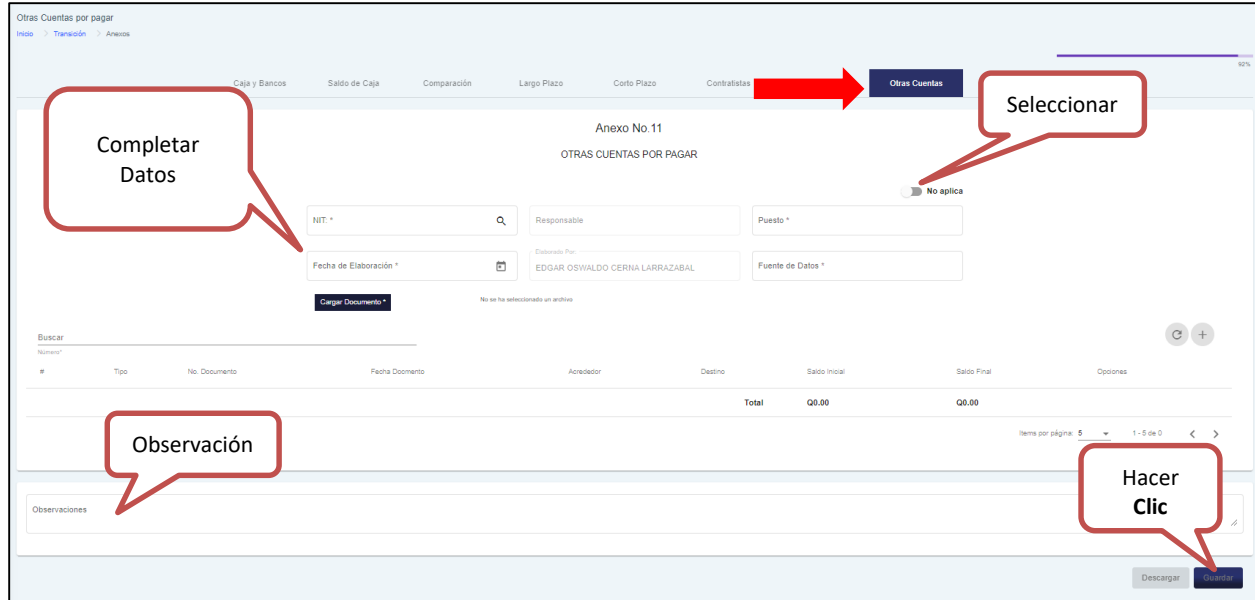 Otras Cuentas por pagar
Inicio > Transición > Anexos
92%
Caja y Bancos Saldo de Caja Comparación Largo Plazo Corto Plazo Contratistas Otras Cuentas
Seleccionar
Completar
Datos
Anexo No.11
OTRAS CUENTAS POR PAGAR
No aplica
NIT: * Responsable Puesto *
Elaborado Por:
Fecha de Elaboración * EDGAR OSWALDO CERNA LARRAZABAL Fuente de Datos *
Cargar Documento * No se ha seleccionado un archivo
Buscar
Número*
# Tipo No. Documento Fecha Docmento Acrededor Destino Saldo Inicial Saldo Final Opciones
Total Q0.00 Q0.00
Items por página: 5 1 - 5 de 0
Observación
Hacer
Clic
Observaciones
Descargar Guardar